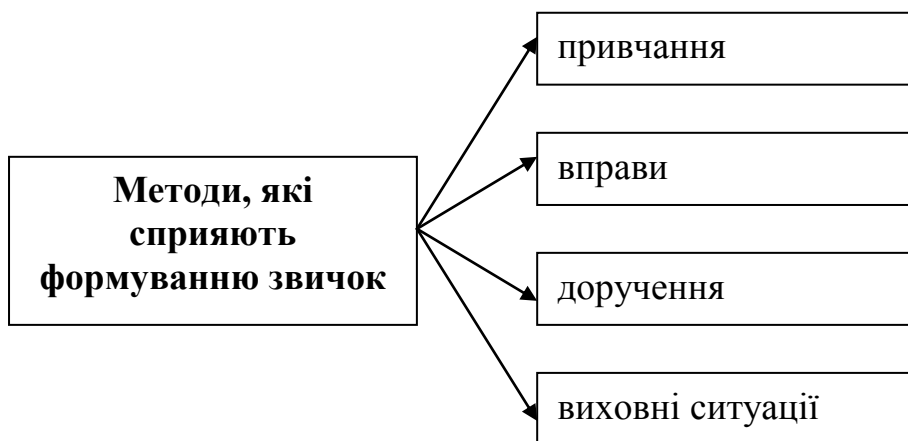 Методи, які
сприяють
формуванню звичок
привчання
вправи
доручення
виховні ситуації